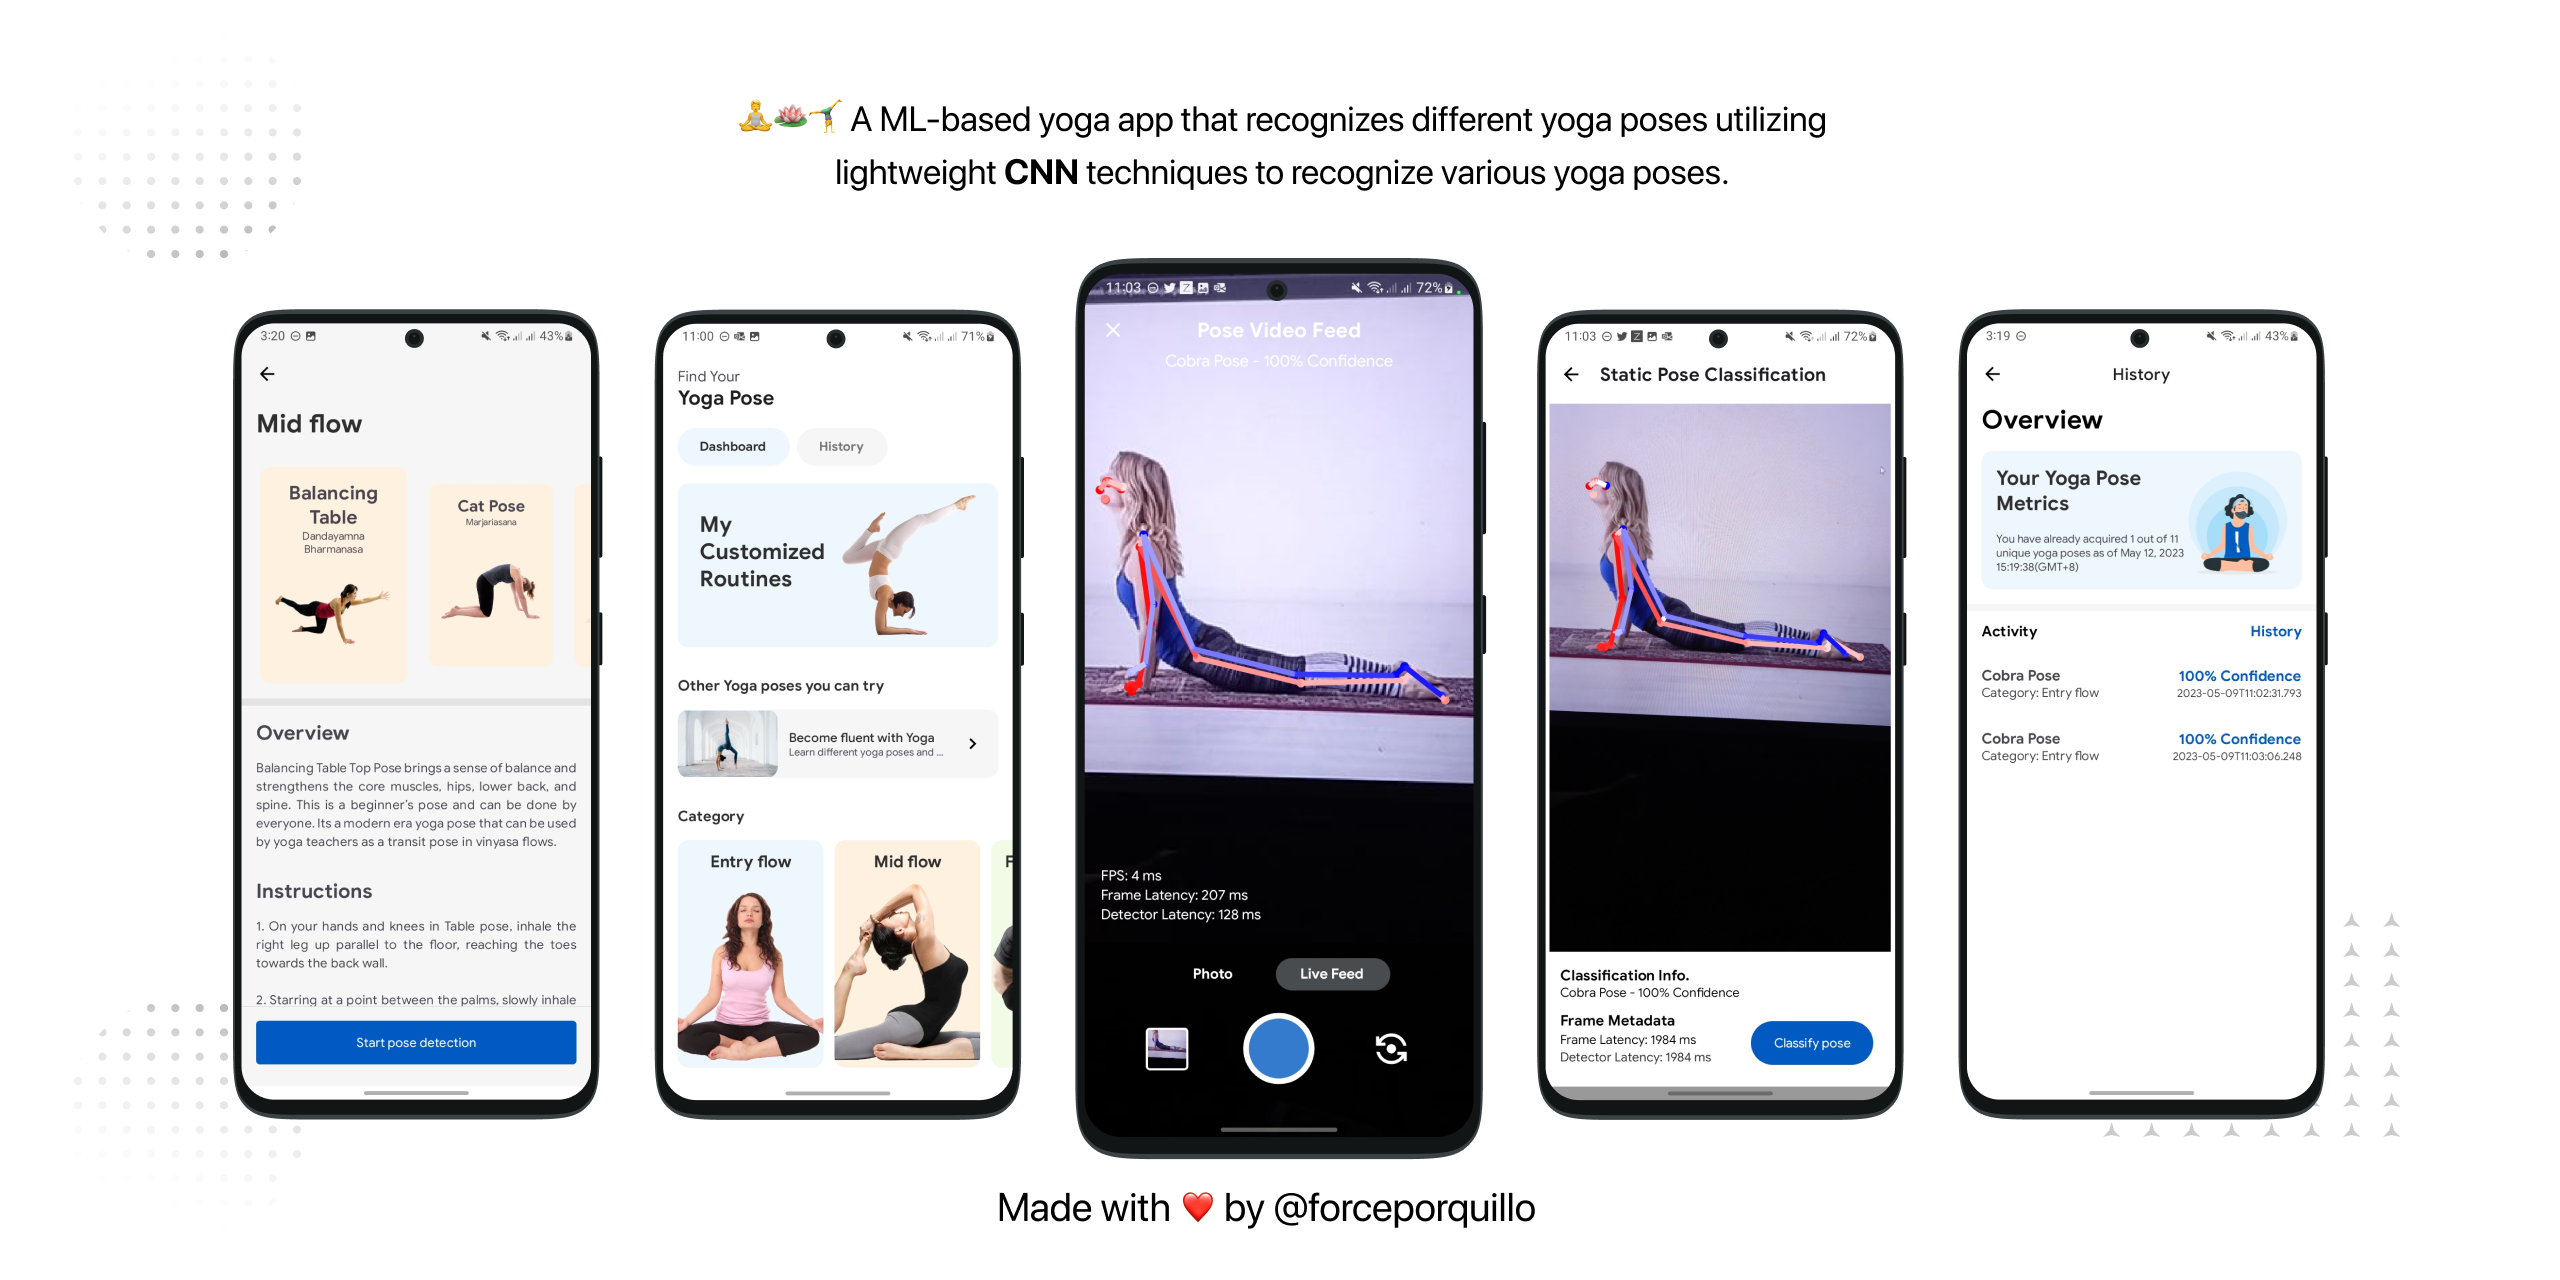 A ML-based yoga app that recognizes different yoga poses utilizing
lightweight CNN techniques to recognize various yoga poses.
3:20
43%
Mid flow
Balancing
Table
Dandayamna
Bharmanasa
Cat Pose
Marjariasana
Overview
Balancing Table Top Pose brings a sense of balance and
strengthens the core muscles, hips, lower back, and
spine. This is a beginner's pose and can be done by
everyone. Its a modern era yoga pose that can be used
by yoga teachers as a transit pose in vinyasa flows.
Instructions
1. On your hands and knees in Table pose, inhale the
right leg up parallel to the floor, reaching the toes
towards the back wall.
2. Starring at a point between the palms, slowly inhale
Start pose detection
11:00
71%
Find Your
Yoga Pose
Dashboard
History
My
Customized
Routines
Other Yoga poses you can try
Become fluent with Yoga
Learn different yoga poses and ...
Category
Entry flow
Mid flow
F
11:03
Z
72%
Pose Video Feed
Cobra Pose - 100% Confidence
FPS: 4 ms
Frame Latency: 207 ms
Detector Latency: 128 ms
Photo
Live Feed
11:03
Z
72%
Static Pose Classification
Classification Info.
Cobra Pose - 100% Confidence
Frame Metadata
Frame Latency: 1984 ms
Detector Latency: 1984 ms
Classify pose
3:19
43%
History
Overview
Your Yoga Pose
Metrics
You have already acquired 1 out of 11
unique yoga poses as of May 12, 2023
15:19:38(GMT+8)
Activity
History
Cobra Pose
100% Confidence
Category: Entry flow
2023-05-09T11:02:31.793
Cobra Pose
100% Confidence
Category: Entry flow
2023-05-09T11:03:06.248
Made with ❤️ by @forceporquillo